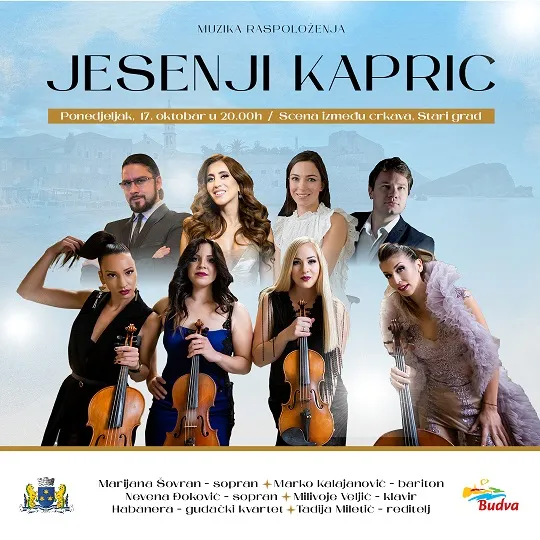 MUZIKA RASPOLOŽENJA
JESENJI KAPRIC
Ponedjeljak, 17. oktobar u 20.00h / Scena između crkava, Stari grad
Marijana Šovran - sopran ✦ Marko Kalajanović - bariton
Nevena Đoković - sopran ✦ Milivoje Veljić - klavir
Habanera - gudački kvartet ✦ Tadija Miletić - reditelj
Budva